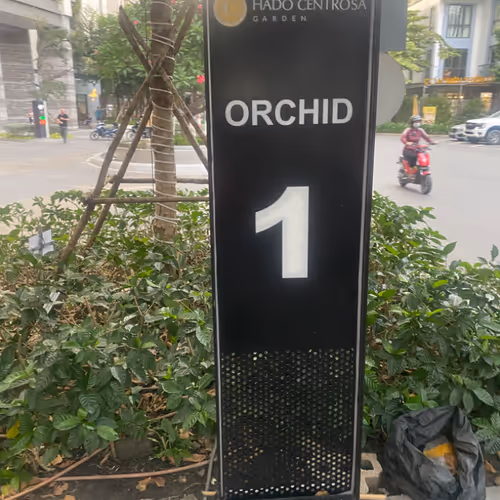 HADO CENTROSA
GARDEN
ORCHID
1